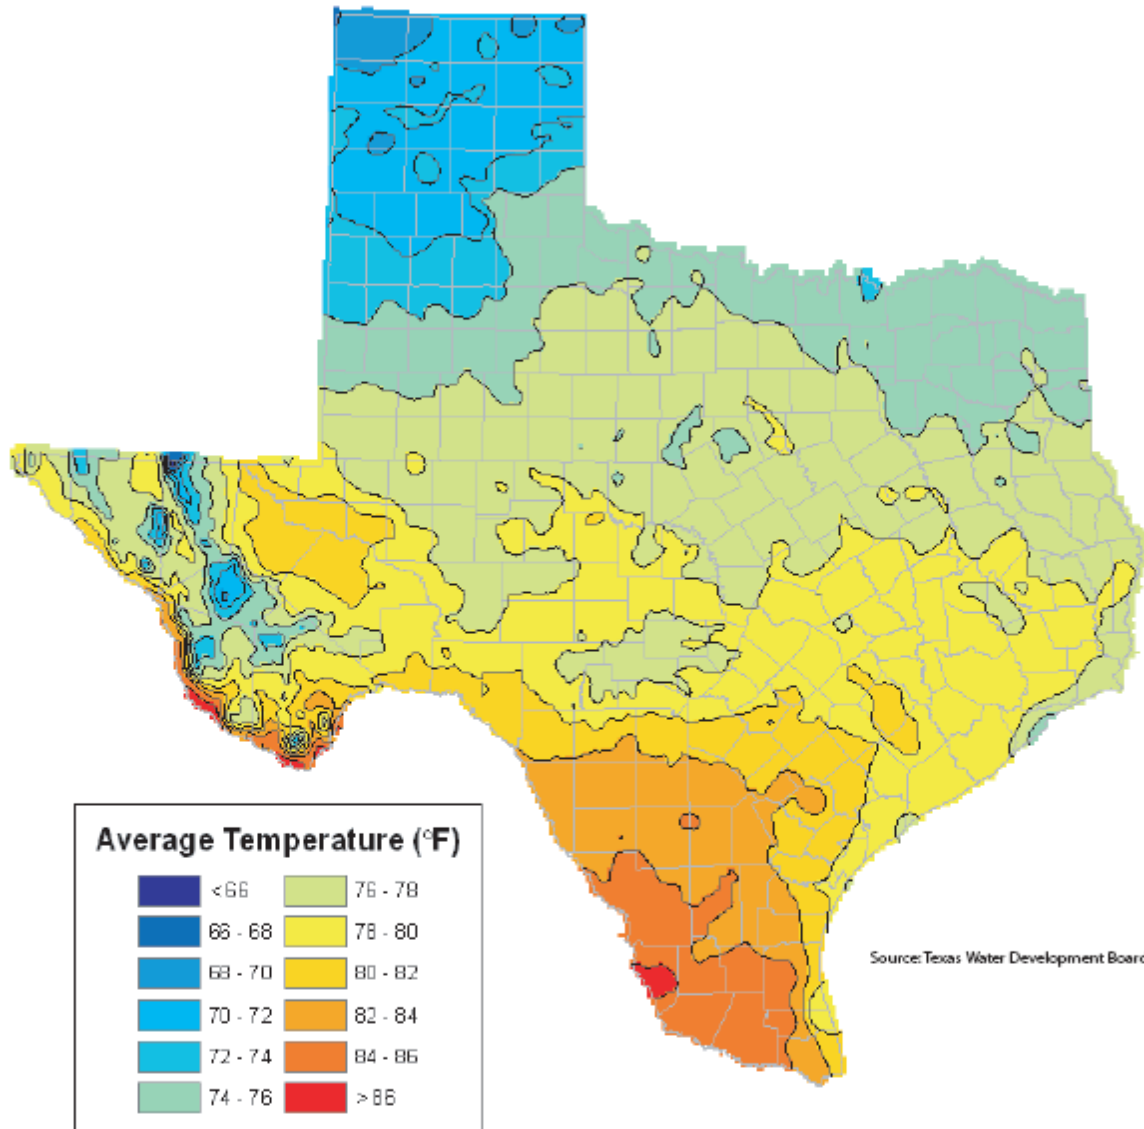 Average Temperature (°F)
<66 76 - 78
66 - 68 78 - 80
68 - 70 80 - 82
70 - 72 82 - 84
72 - 74 84 - 86
74 - 76 >86
Source: Texas Water Development Board